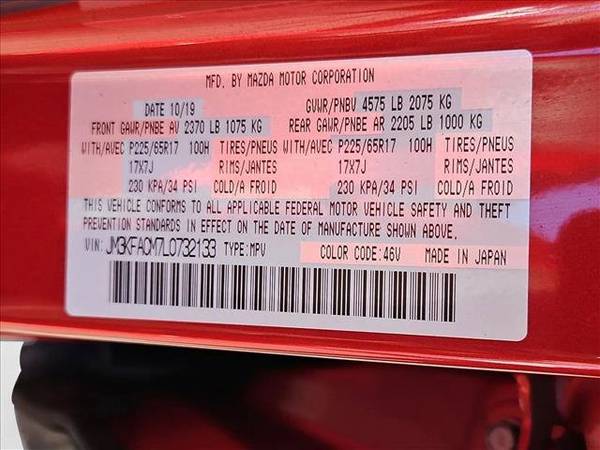 MFD. BY MAZDA MOTOR CORPORATION
DATE 10/19 GVWR/PNBV 4575 LB 2075 KG
FRONT GAWR/PNBE AV 2370 LB 1075 KG REAR GAWR/PNBE AR 2205 LB 1000 KG
WITH/AVEC P225/65R17 100H TIRES/PNEUS WITH/AVEC P225/65R17 100H TIRES/PNEUS
17X7J RIMS/JANTES 17X7J RIMS/JANTES
230 KPA/34 PSI COLD/A FROID 230 KPA/34 PSI COLD/A FROID
THIS VEHICLE CONFORMS TO ALL APPLICABLE FEDERAL MOTOR VEHICLE SAFETY AND THEFT
PREVENTION STANDARDS IN EFFECT ON THE DATE OF MANUFACTURE SHOWN ABOVE.
VIN: JM3KFACM7L0732133 TYPE:MPV COLOR CODE:46V MADE IN JAPAN